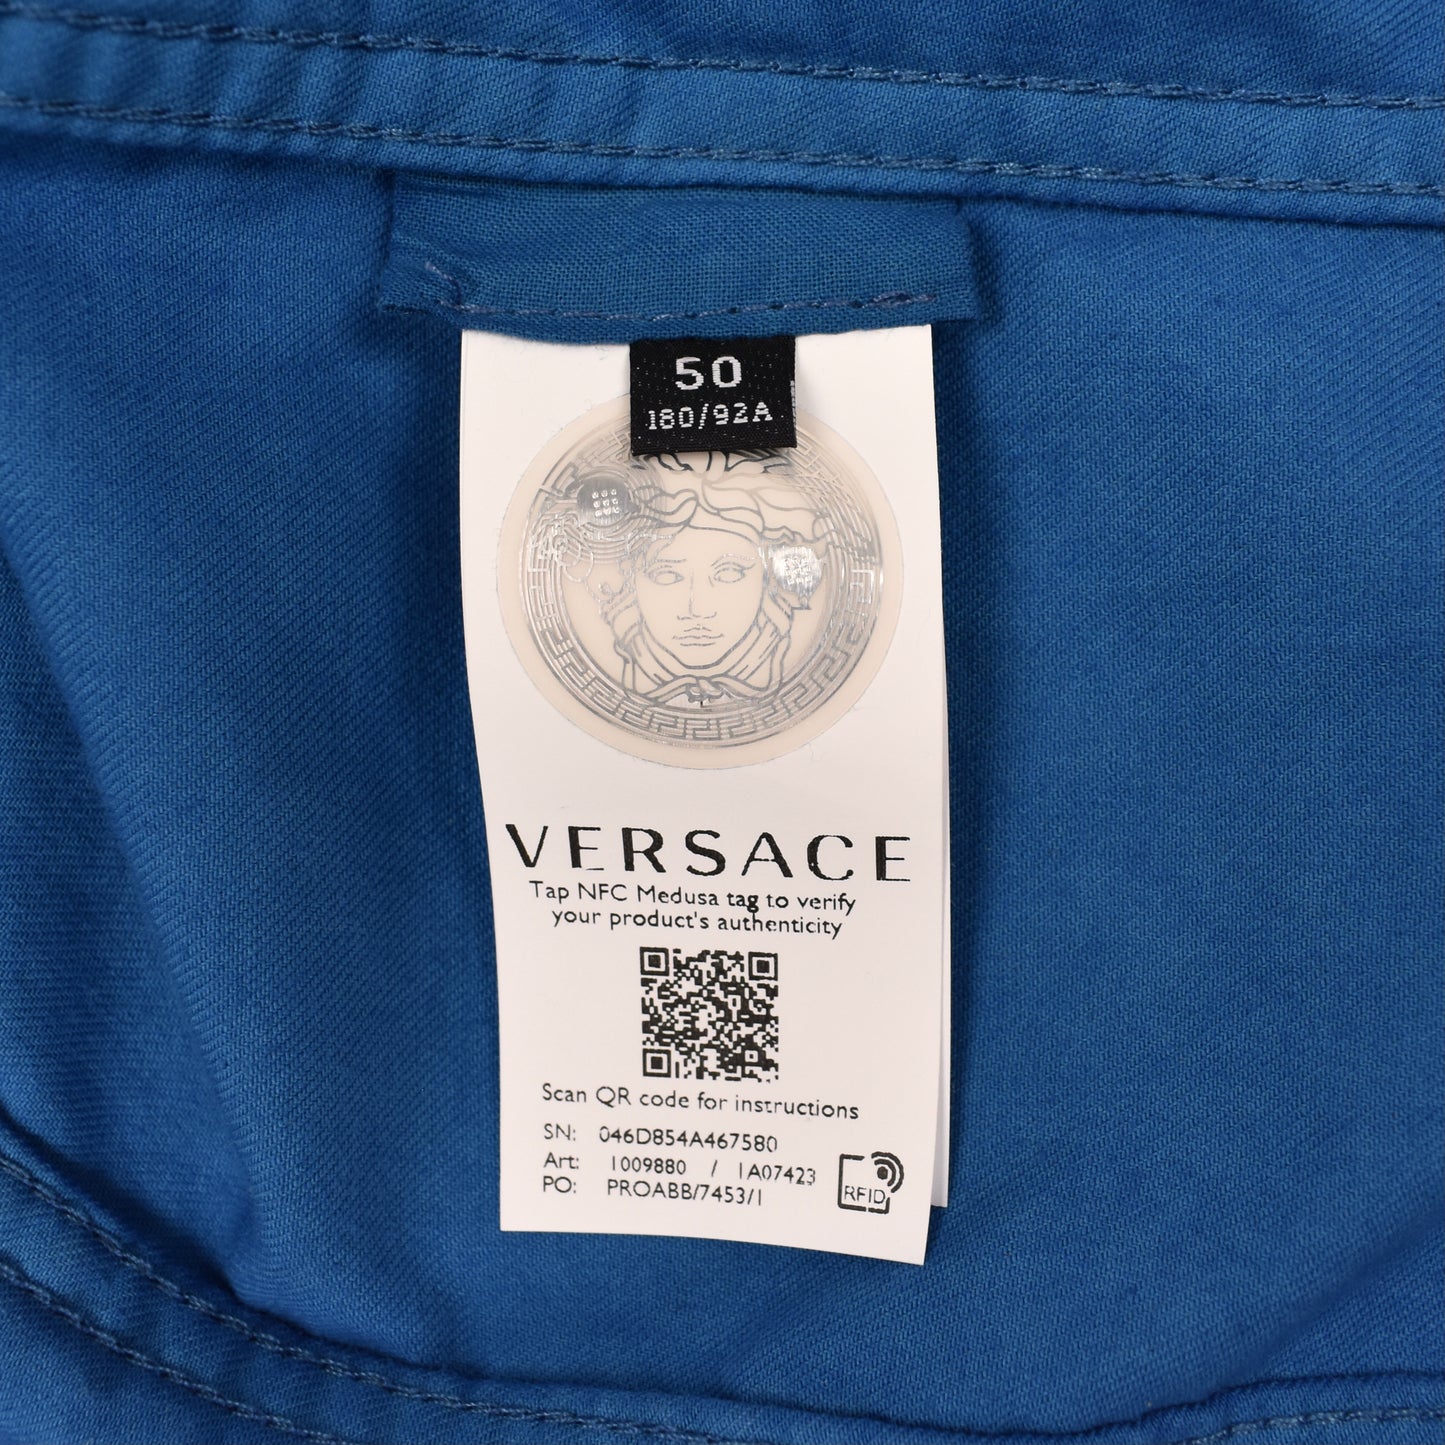 50
180/92A
VERSACE
Tap NFC Medusa tag to verify
your product's authenticity
Scan QR code for instructions
SN: 046D854A467580
Art: 1009880 / 1A07423
PO: PROABB/7453/1
RFID